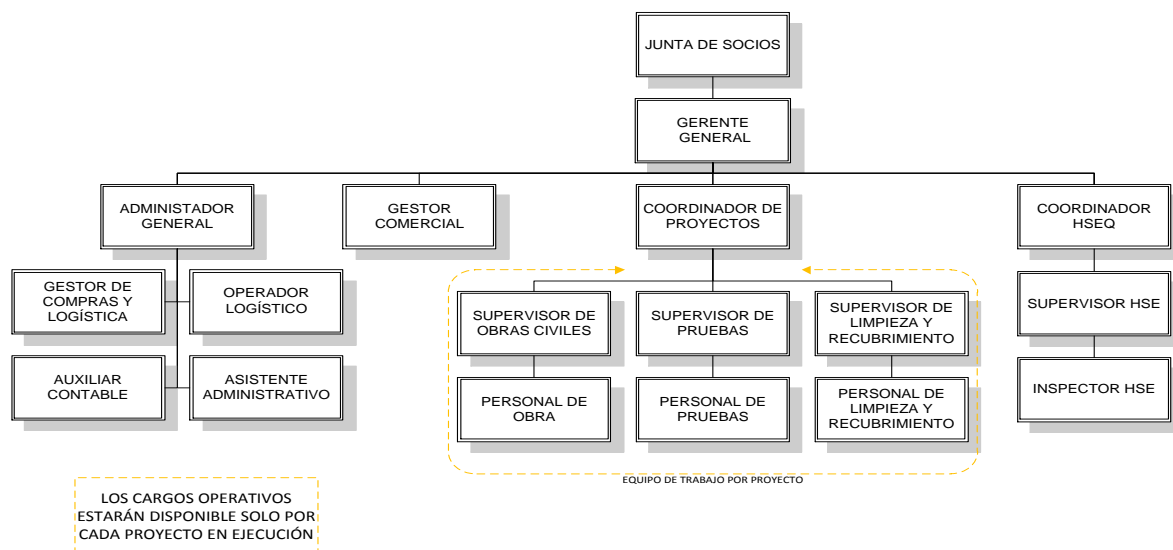 JUNTA DE SOCIOS
GERENTE
GENERAL
ADMINISTADOR
GENERAL
GESTOR
COMERCIAL
COORDINADOR DE
PROYECTOS
COORDINADOR
HSEQ
GESTOR DE
COMPRAS Y
LOGÍSTICA
OPERADOR
LOGÍSTICO
SUPERVISOR DE
OBRAS CIVILES
SUPERVISOR DE
PRUEBAS
SUPERVISOR DE
LIMPIEZA Y
RECUBRIMIENTO
SUPERVISOR HSE
AUXILIAR
CONTABLE
ASISTENTE
ADMINISTRATIVO
PERSONAL DE
OBRA
PERSONAL DE
PRUEBAS
PERSONAL DE
LIMPIEZA Y
RECUBRIMIENTO
INSPECTOR HSE
EQUIPO DE TRABAJO POR PROYECTO
LOS CARGOS OPERATIVOS
ESTARÁN DISPONIBLE SOLO POR
CADA PROYECTO EN EJECUCIÓN